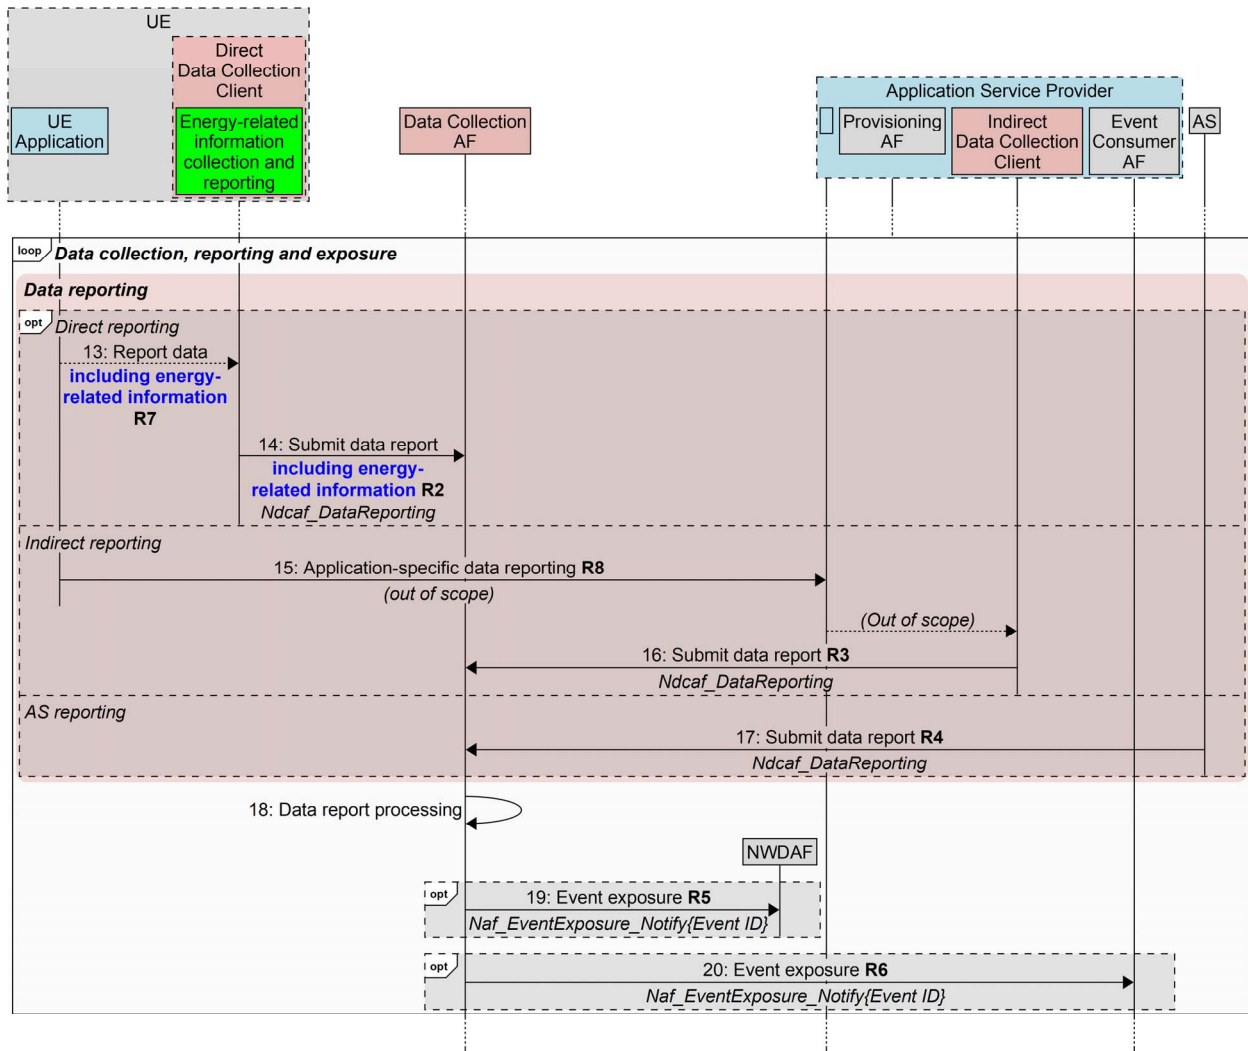 UE
Direct
Data Collection
Client
UE
Application
Energy-related
information
collection and
reporting
Data Collection
AF
Application Service Provider
Provisioning
AF
Indirect
Data Collection
Client
Event
Consumer
AF
AS
loop
Data collection, reporting and exposure
Data reporting
opt
Direct reporting
13: Report data
including energy-
related information
R7
14: Submit data report
including energy-
related information R2
Ndcaf_DataReporting
Indirect reporting
15: Application-specific data reporting R8
(out of scope)
(Out of scope)
16: Submit data report R3
Ndcaf_DataReporting
AS reporting
17: Submit data report R4
Ndcaf_DataReporting
18: Data report processing
NWDAF
opt
19: Event exposure R5
Naf_EventExposure_Notify{Event ID}
opt
20: Event exposure R6
Naf_EventExposure_Notify{Event ID}